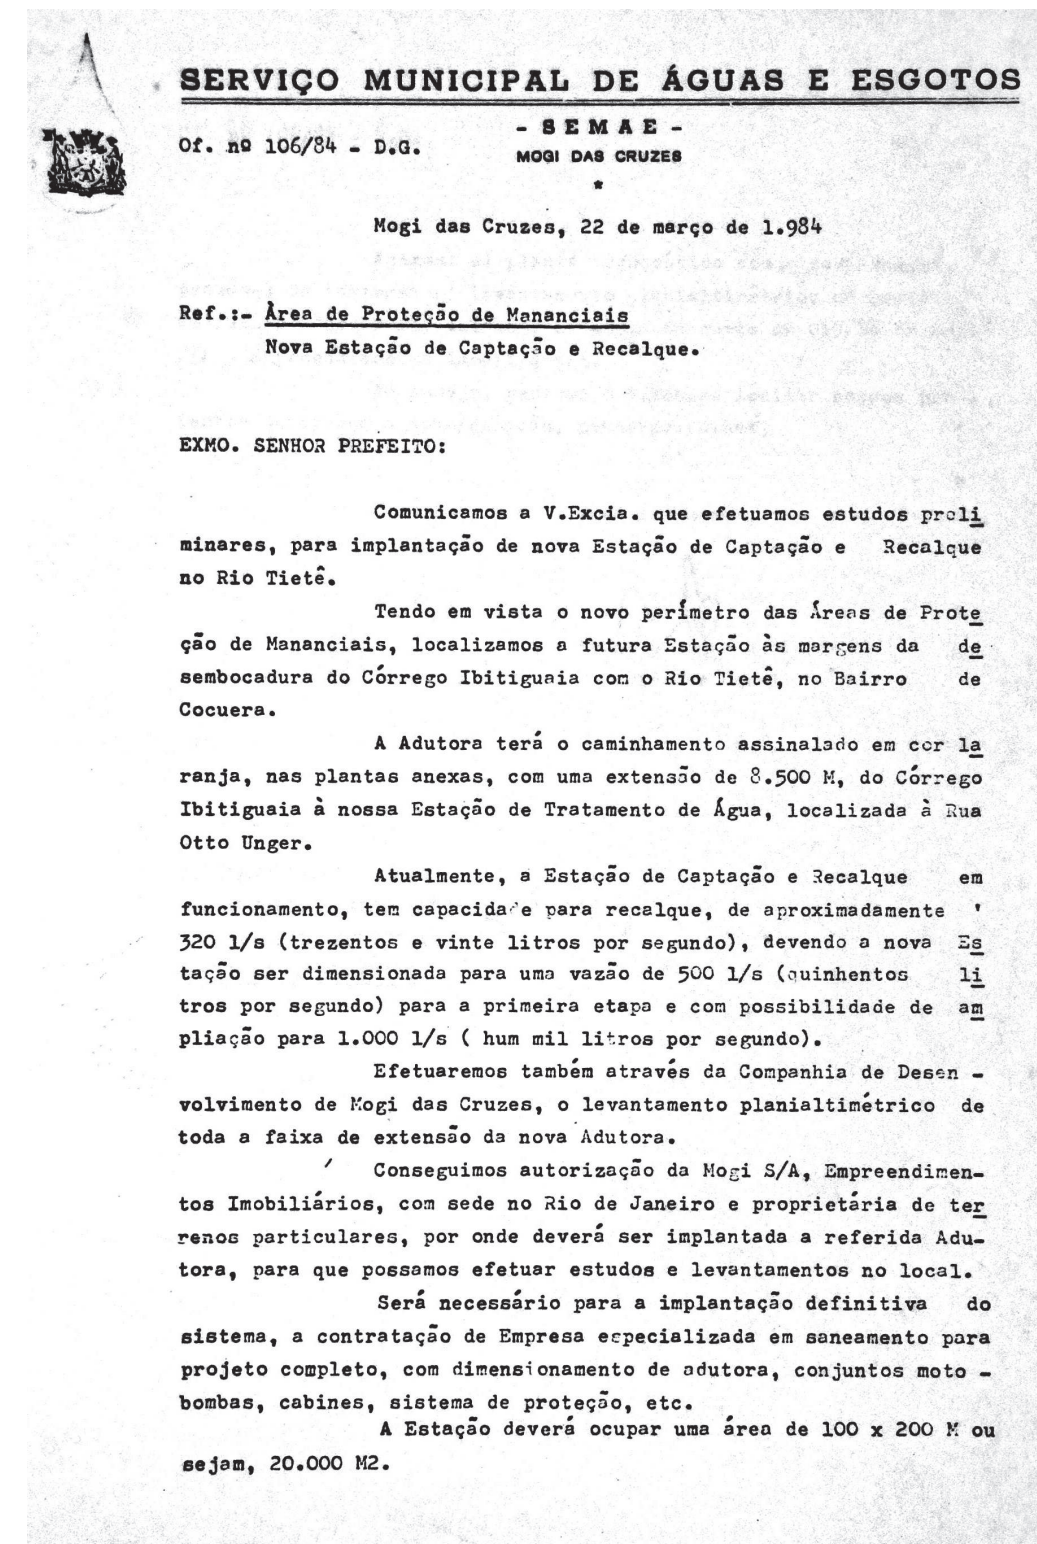 SERVIÇO MUNICIPAL DE ÁGUAS E ESGOTOS
- SEMAE -
Of. nº 106/84 - D.G.
MOGI DAS CRUZES
*
Mogi das Cruzes, 22 de março de 1.984
Ref.:- Àrea de Proteção de Mananciais
Nova Estação de Captação e Recalque.
EXMO. SENHOR PREFEITO:
Comunicamos a V.Excia. que efetuamos estudos preli
minares, para implantação de nova Estação de Captação e Recalque
no Rio Tietê.
Tendo em vista o novo perímetro das Áreas de Prote
ção de Mananciais, localizamos a futura Estação às margens da de
sembocadura do Córrego Ibitiguaia com o Rio Tietê, no Bairro de
Cocuera.
A Adutora terá o caminhamento assinalado em cor la
ranja, nas plantas anexas, com uma extensão de 8.500 M, do Córrego
Ibitiguaia à nossa Estação de Tratamento de Água, localizada à Rua
Otto Unger.
Atualmente, a Estação de Captação e Recalque em
funcionamento, tem capacidade para recalque, de aproximadamente '
320 l/s (trezentos e vinte litros por segundo), devendo a nova Es
tação ser dimensionada para uma vazão de 500 l/s (quinhentos li
tros por segundo) para a primeira etapa e com possibilidade de am
pliação para 1.000 l/s ( hum mil litros por segundo).
Efetuaremos também através da Companhia de Desen -
volvimento de Mogi das Cruzes, o levantamento planialtimétrico de
toda a faixa de extensão da nova Adutora.
Conseguimos autorização da Mogi S/A, Empreendimen-
tos Imobiliários, com sede no Rio de Janeiro e proprietária de ter
renos particulares, por onde deverá ser implantada a referida Adu-
tora, para que possamos efetuar estudos e levantamentos no local.
Será necessário para a implantação definitiva do
sistema, a contratação de Empresa especializada em saneamento para
projeto completo, com dimensionamento de adutora, conjuntos moto -
bombas, cabines, sistema de proteção, etc.
A Estação deverá ocupar uma área de 100 x 200 M ou
sejam, 20.000 M2.